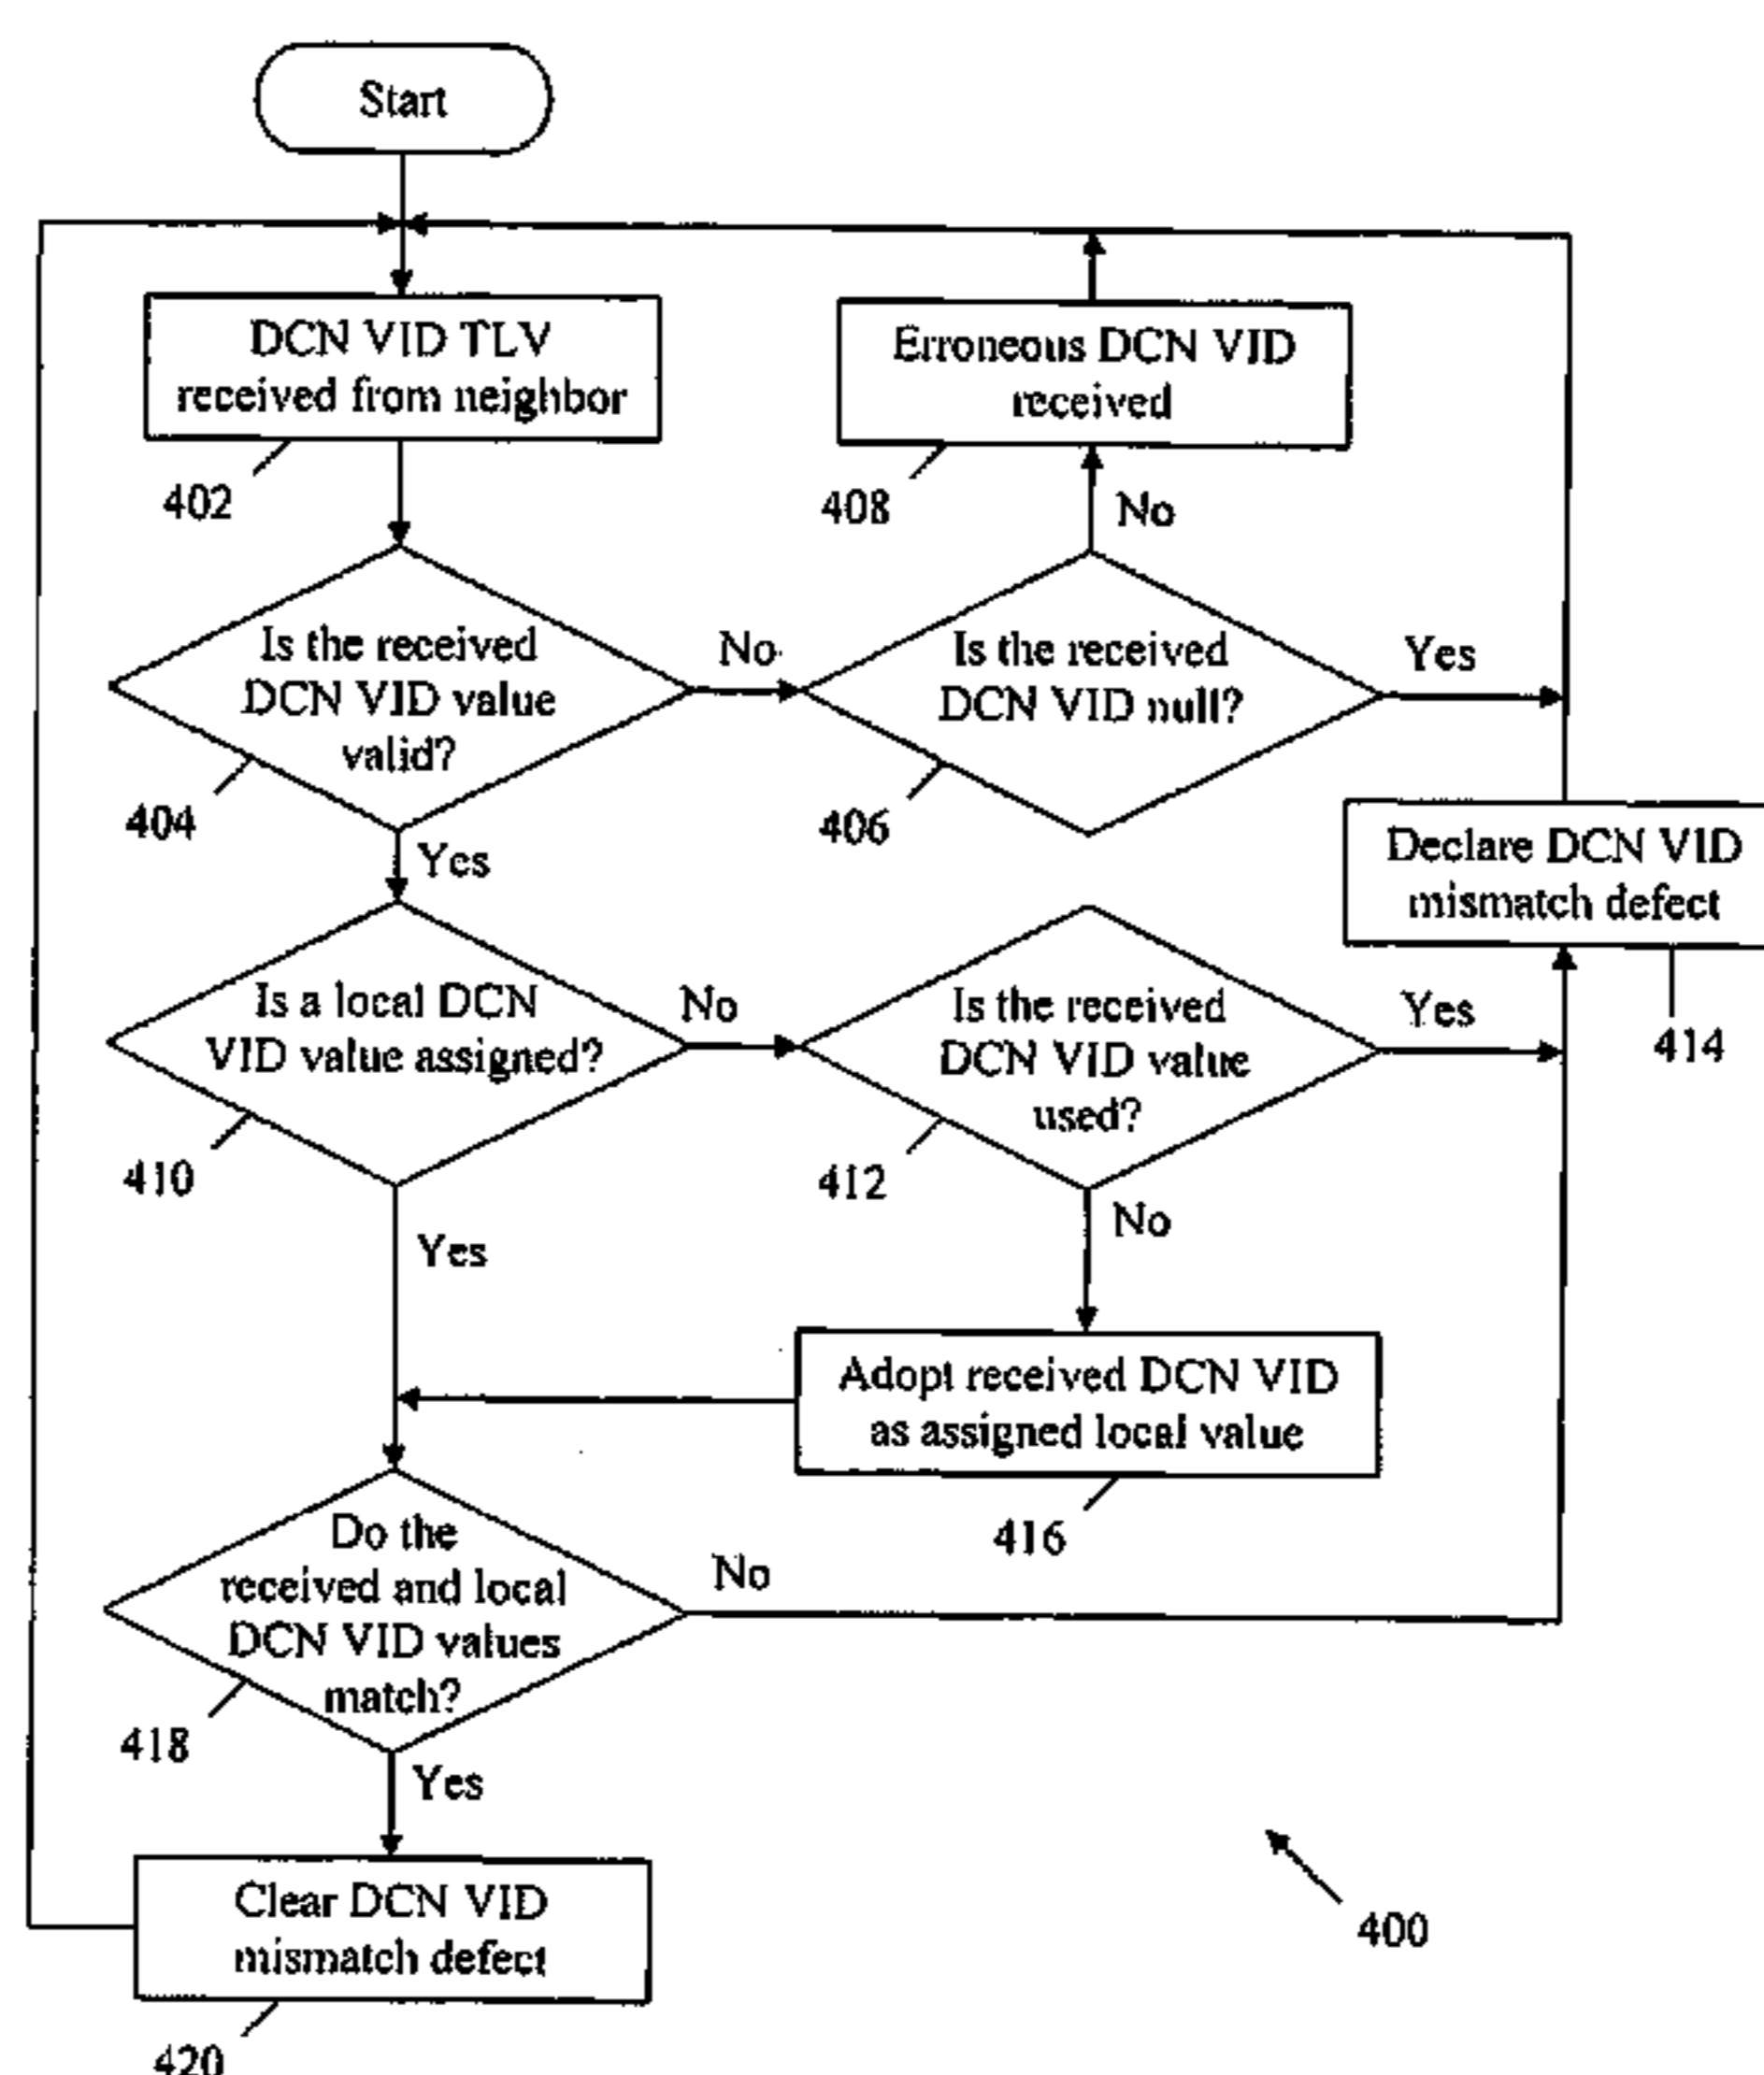 Start
DCN VID TLV
received from neighbor
402
Erroneous DCN VID
received
408
No
Is the received
DCN VID value
valid?
404
No
Is the received
DCN VID null?
406
Yes
Yes
Declare DCN VID
mismatch defect
414
Is a local DCN
VID value assigned?
410
No
Is the received
DCN VID value
used?
412
Yes
No
Yes
Adopt received DCN VID
as assigned local value
416
Do the
received and local
DCN VID values
match?
418
No
Yes
Clear DCN VID
mismatch defect
420
400